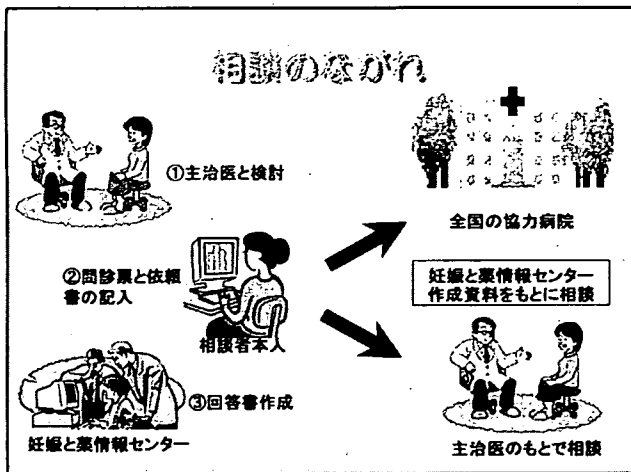 相談のながれ
①主治医と検討
②問診票と依頼
書の記入
相談者本人
③回答書作成
妊娠と薬情報センター
全国の協力病院
妊娠と薬情報センター
作成資料をもとに相談
主治医のもとで相談